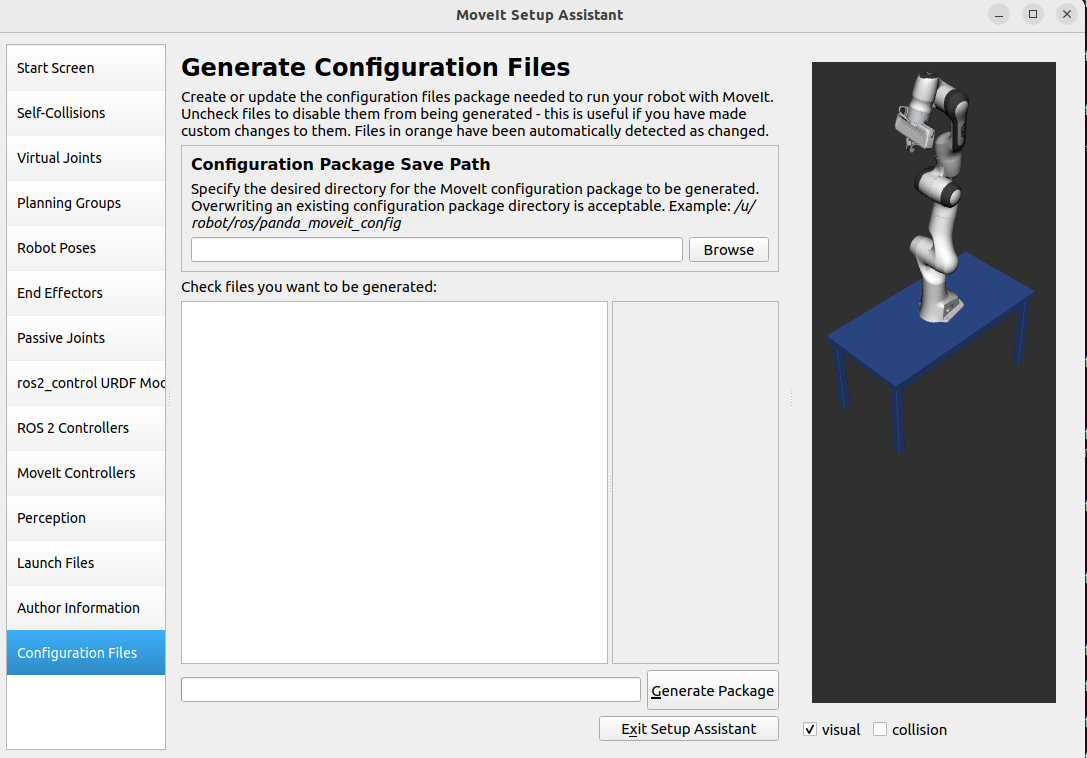 MoveIt Setup Assistant
Start Screen
Self-Collisions
Virtual Joints
Planning Groups
Robot Poses
End Effectors
Passive Joints
ros2_control URDF Moc
ROS 2 Controllers
MoveIt Controllers
Perception
Launch Files
Author Information
Configuration Files
Generate Configuration Files
Create or update the configuration files package needed to run your robot with MoveIt.
Uncheck files to disable them from being generated - this is useful if you have made
custom changes to them. Files in orange have been automatically detected as changed.
Configuration Package Save Path
Specify the desired directory for the MoveIt configuration package to be generated.
Overwriting an existing configuration package directory is acceptable. Example: /u/
robot/ros/panda_moveit_config
Browse
Check files you want to be generated:
Generate Package
Exit Setup Assistant
visual
collision